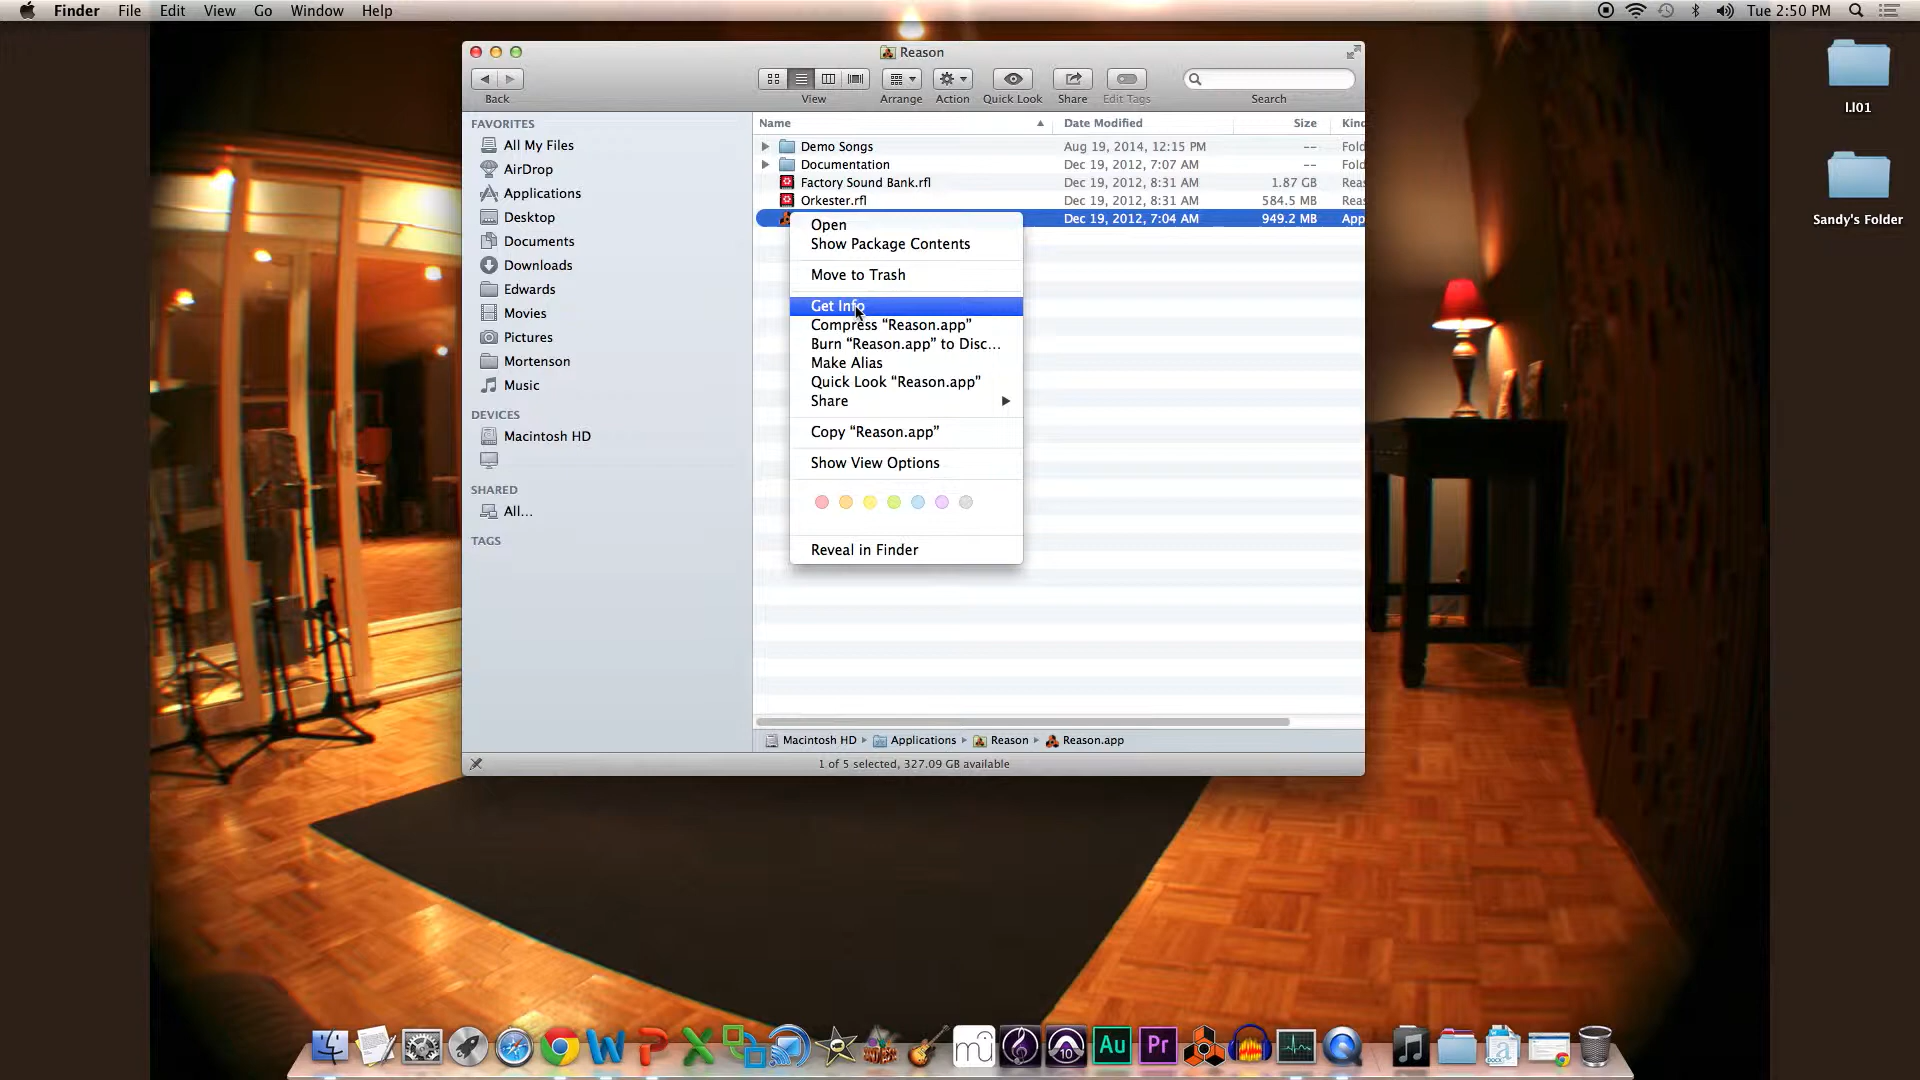 Finder File Edit View Go Window Help
Tue 2:50 PM
Reason
Back
View
Arrange
Action
Quick Look
Share
Edit Tags
Search
FAVORITES
All My Files
AirDrop
Applications
Desktop
Documents
Downloads
Edwards
Movies
Pictures
Mortenson
Music
DEVICES
Macintosh HD
SHARED
All...
TAGS
Name Date Modified Size Kind
Demo Songs Aug 19, 2014, 12:15 PM -- Fold
Documentation Dec 19, 2012, 7:07 AM -- Fold
Factory Sound Bank.rfl Dec 19, 2012, 8:31 AM 1.87 GB Reas
Orkester.rfl Dec 19, 2012, 8:31 AM 584.5 MB Reas
Dec 19, 2012, 7:04 AM 949.2 MB App
Open
Show Package Contents
Move to Trash
Get Info
Compress “Reason.app”
Burn “Reason.app” to Disc...
Make Alias
Quick Look “Reason.app”
Share
Copy “Reason.app”
Show View Options
Reveal in Finder
Macintosh HD Applications Reason Reason.app
1 of 5 selected, 327.09 GB available
Sandy's Folder
10
Au
Pr